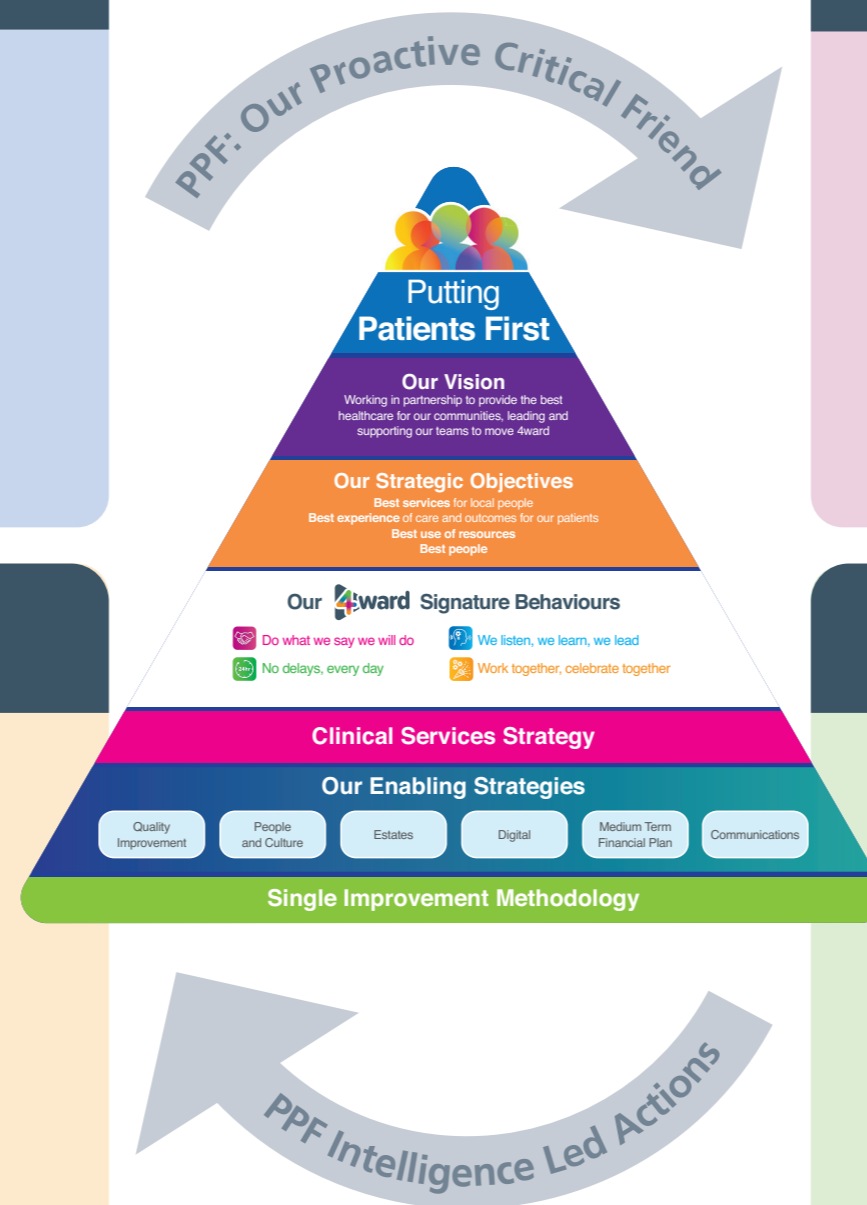 PPF: Our Proactive Critical Friend
Putting
Patients First
Our Vision
Working in partnership to provide the best
healthcare for our communities, leading and
supporting our teams to move 4ward
Our Strategic Objectives
Best services for local people
Best experience of care and outcomes for our patients
Best use of resources
Best people
Our 4ward Signature Behaviours
Do what we say we will do
We listen, we learn, we lead
24hr
No delays, every day
Work together, celebrate together
Clinical Services Strategy
Our Enabling Strategies
Quality
Improvement
People
and Culture
Estates
Digital
Medium Term
Financial Plan
Communications
Single Improvement Methodology
PPF Intelligence Led Actions